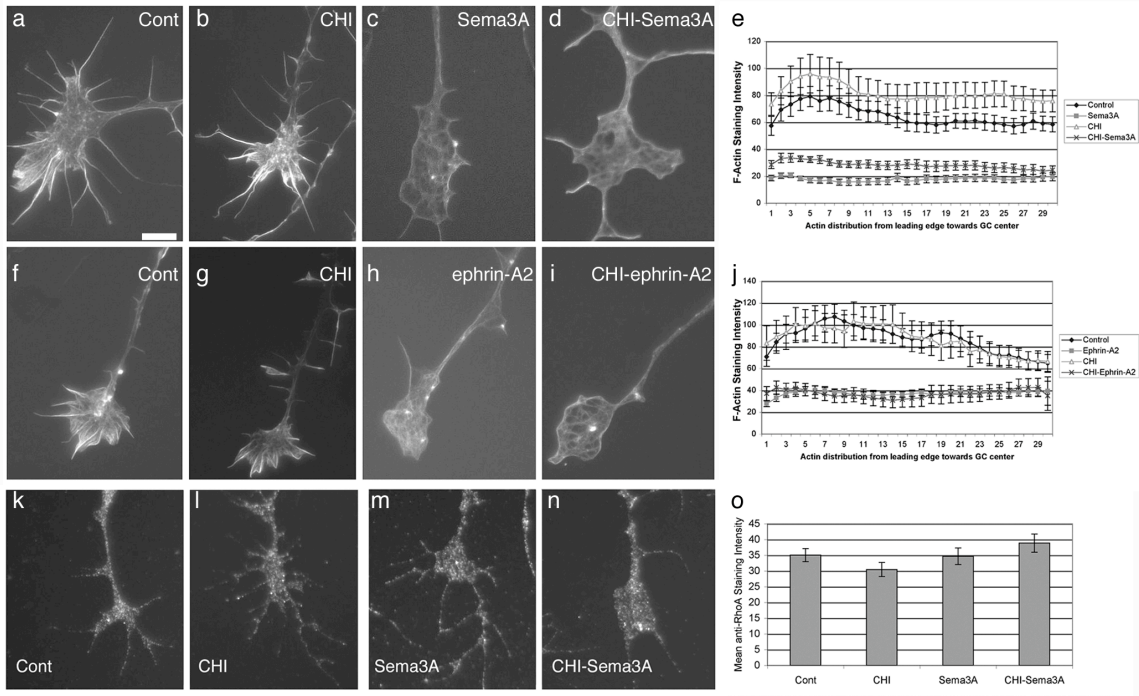 a Cont
b CHI
c Sema3A
d CHI-Sema3A
e
F-Actin Staining Intensity
120
100
80
60
40
20
0
1 3 5 7 9 11 13 15 17 19 21 23 25 27 29
Actin distribution from leading edge towards GC center
Control
Sema3A
CHI
CHI-Sema3A
f Cont
g CHI
h ephrin-A2
i CHI-ephrin-A2
j
F-Actin Staining Intensity
140
120
100
80
60
40
20
0
1 3 5 7 9 11 13 15 17 19 21 23 25 27 29
Actin distribution from leading edge towards GC center
Control
Ephrin-A2
CHI
CHI-Ephrin-A2
k Cont
l CHI
m Sema3A
n CHI-Sema3A
o
Mean anti-RhoA Staining Intensity
45
40
35
30
25
20
15
10
5
0
Cont CHI Sema3A CHI-Sema3A